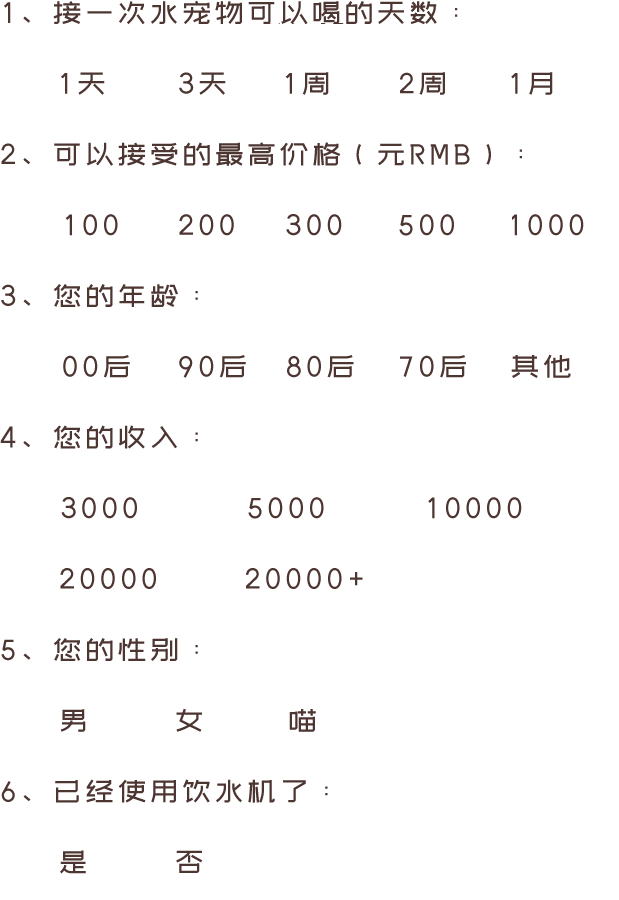 1、接一次水宠物可以喝的天数：
1天 3天 1周 2周 1月
2、可以接受的最高价格（元RMB）：
100 200 300 500 1000
3、您的年龄：
00后 90后 80后 70后 其他
4、您的收入：
3000 5000 10000
20000 20000+
5、您的性别：
男 女 喵
6、已经使用饮水机了：
是 否